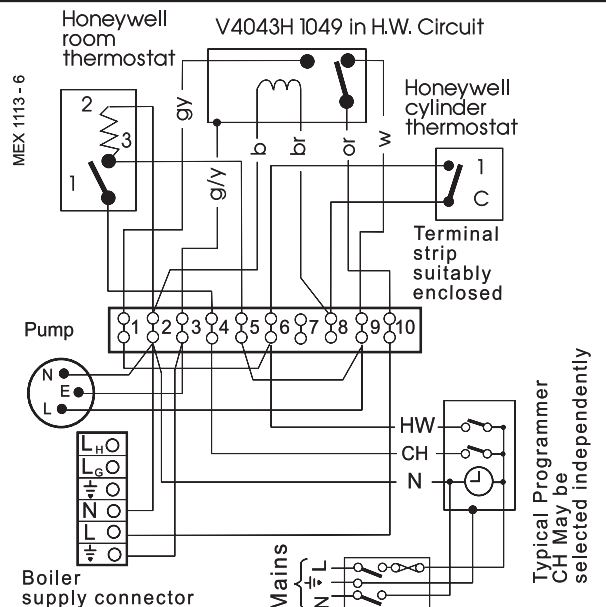 Honeywell
room
thermostat
V4043H 1049 in H.W. Circuit
MEX 1113 - 6
Honeywell
cylinder
thermostat
2
3
1
gy
g/y
b
br
or
w
1
C
Terminal
strip
suitably
enclosed
1 2 3 4 5 6 7 8 9 10
Pump
N
E
L
HW
CH
N
LH
LG
N
L
Boiler
supply connector
Mains
L
N
Typical Programmer
CH May be
selected independently